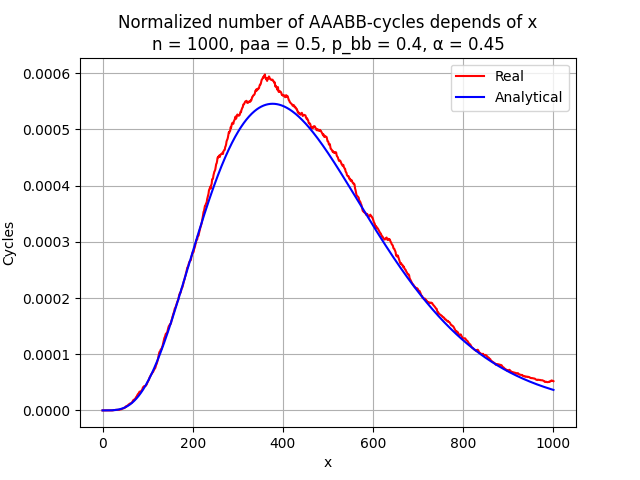 Normalized number of AAABB-cycles depends of x
n = 1000, paa = 0.5, p_bb = 0.4, α = 0.45
Real
Analytical
Cycles
0.0006
0.0005
0.0004
0.0003
0.0002
0.0001
0.0000
0 200 400 600 800 1000
x